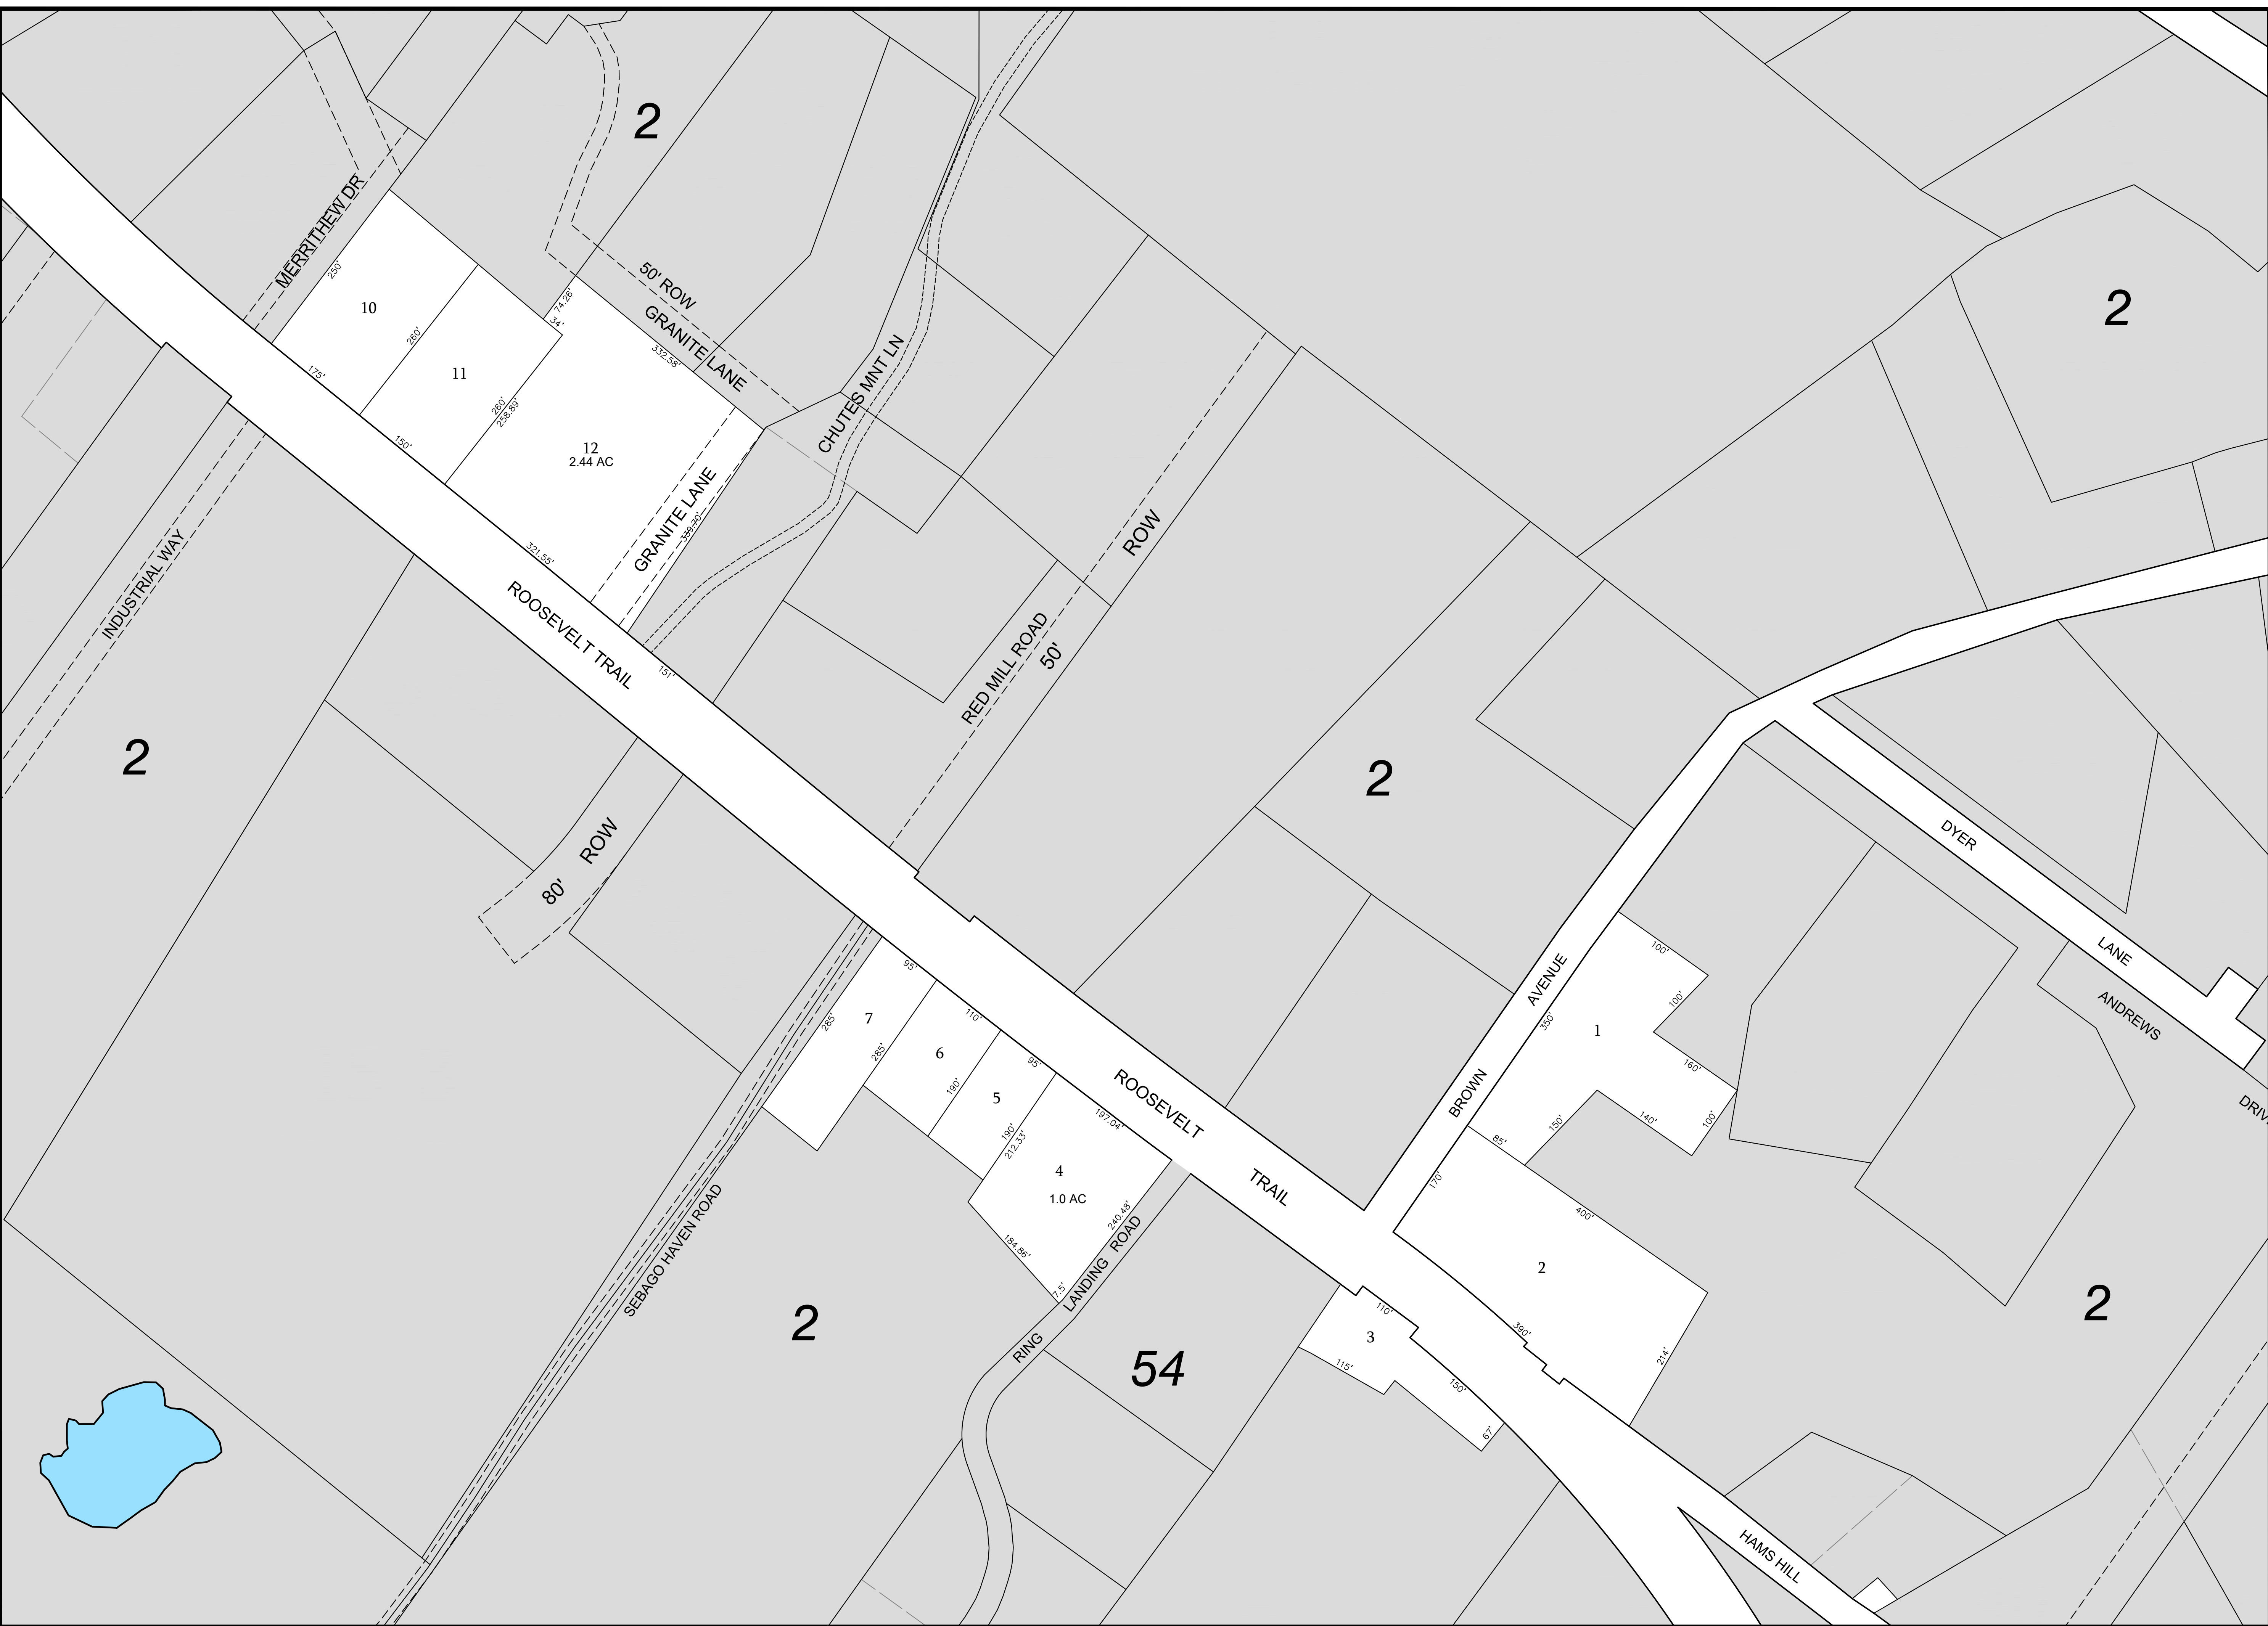 2
MERRITHEW DR
250'
10
175'
260'
11
150'
260'
258.89'
74.26'
34'
50' ROW
GRANITE LANE
332.58'
12
2.44 AC
GRANITE LANE
339.70'
321.55'
CHUTES MNT LN
2
INDUSTRIAL WAY
ROOSEVELT TRAIL
151'
ROW
RED MILL ROAD
50'
2
2
80' ROW
DYER
LANE
ANDREWS
DRIV
95'
7
285'
285'
110'
6
190'
95'
5
190'
212.33'
197.04'
4
1.0 AC
240.48'
184.86'
7.5'
ROOSEVELT
TRAIL
BROWN
AVENUE
100'
100'
350'
1
160'
140'
100'
150'
85'
170'
400'
2
390'
214'
2
SEBAGO HAVEN ROAD
2
RING
LANDING
ROAD
54
110'
3
115'
150'
67'
HAMS HILL